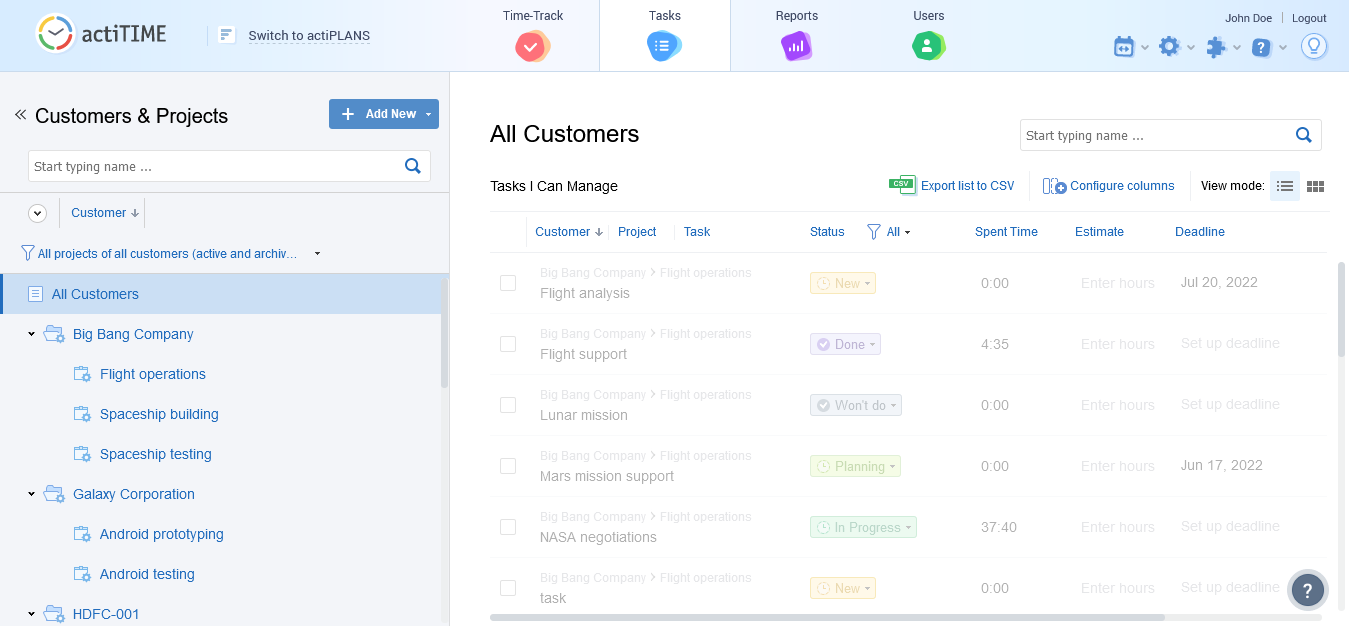 actiTIME
Switch to actiPLANS
Time-Track
Tasks
Reports
Users
John Doe
Logout
?
Customers & Projects
Add New
Start typing name ...
Customer
All projects of all customers (active and archiv...
All Customers
Big Bang Company
Flight operations
Spaceship building
Spaceship testing
Galaxy Corporation
Android prototyping
Android testing
HDFC-001
All Customers
Start typing name ...
Tasks I Can Manage
CSV
Export list to CSV
Configure columns
View mode:
Customer Project Task Status All Spent Time Estimate Deadline
Big Bang Company > Flight operations
Flight analysis New 0:00 Enter hours Jul 20, 2022
Big Bang Company > Flight operations
Flight support Done 4:35 Enter hours Set up deadline
Big Bang Company > Flight operations
Lunar mission Won't do 0:00 Enter hours Set up deadline
Big Bang Company > Flight operations
Mars mission support Planning 0:00 Enter hours Jun 17, 2022
Big Bang Company > Flight operations
NASA negotiations In Progress 37:40 Enter hours Set up deadline
Big Bang Company > Flight operations
task New 0:00 Enter hours Set up deadline
?